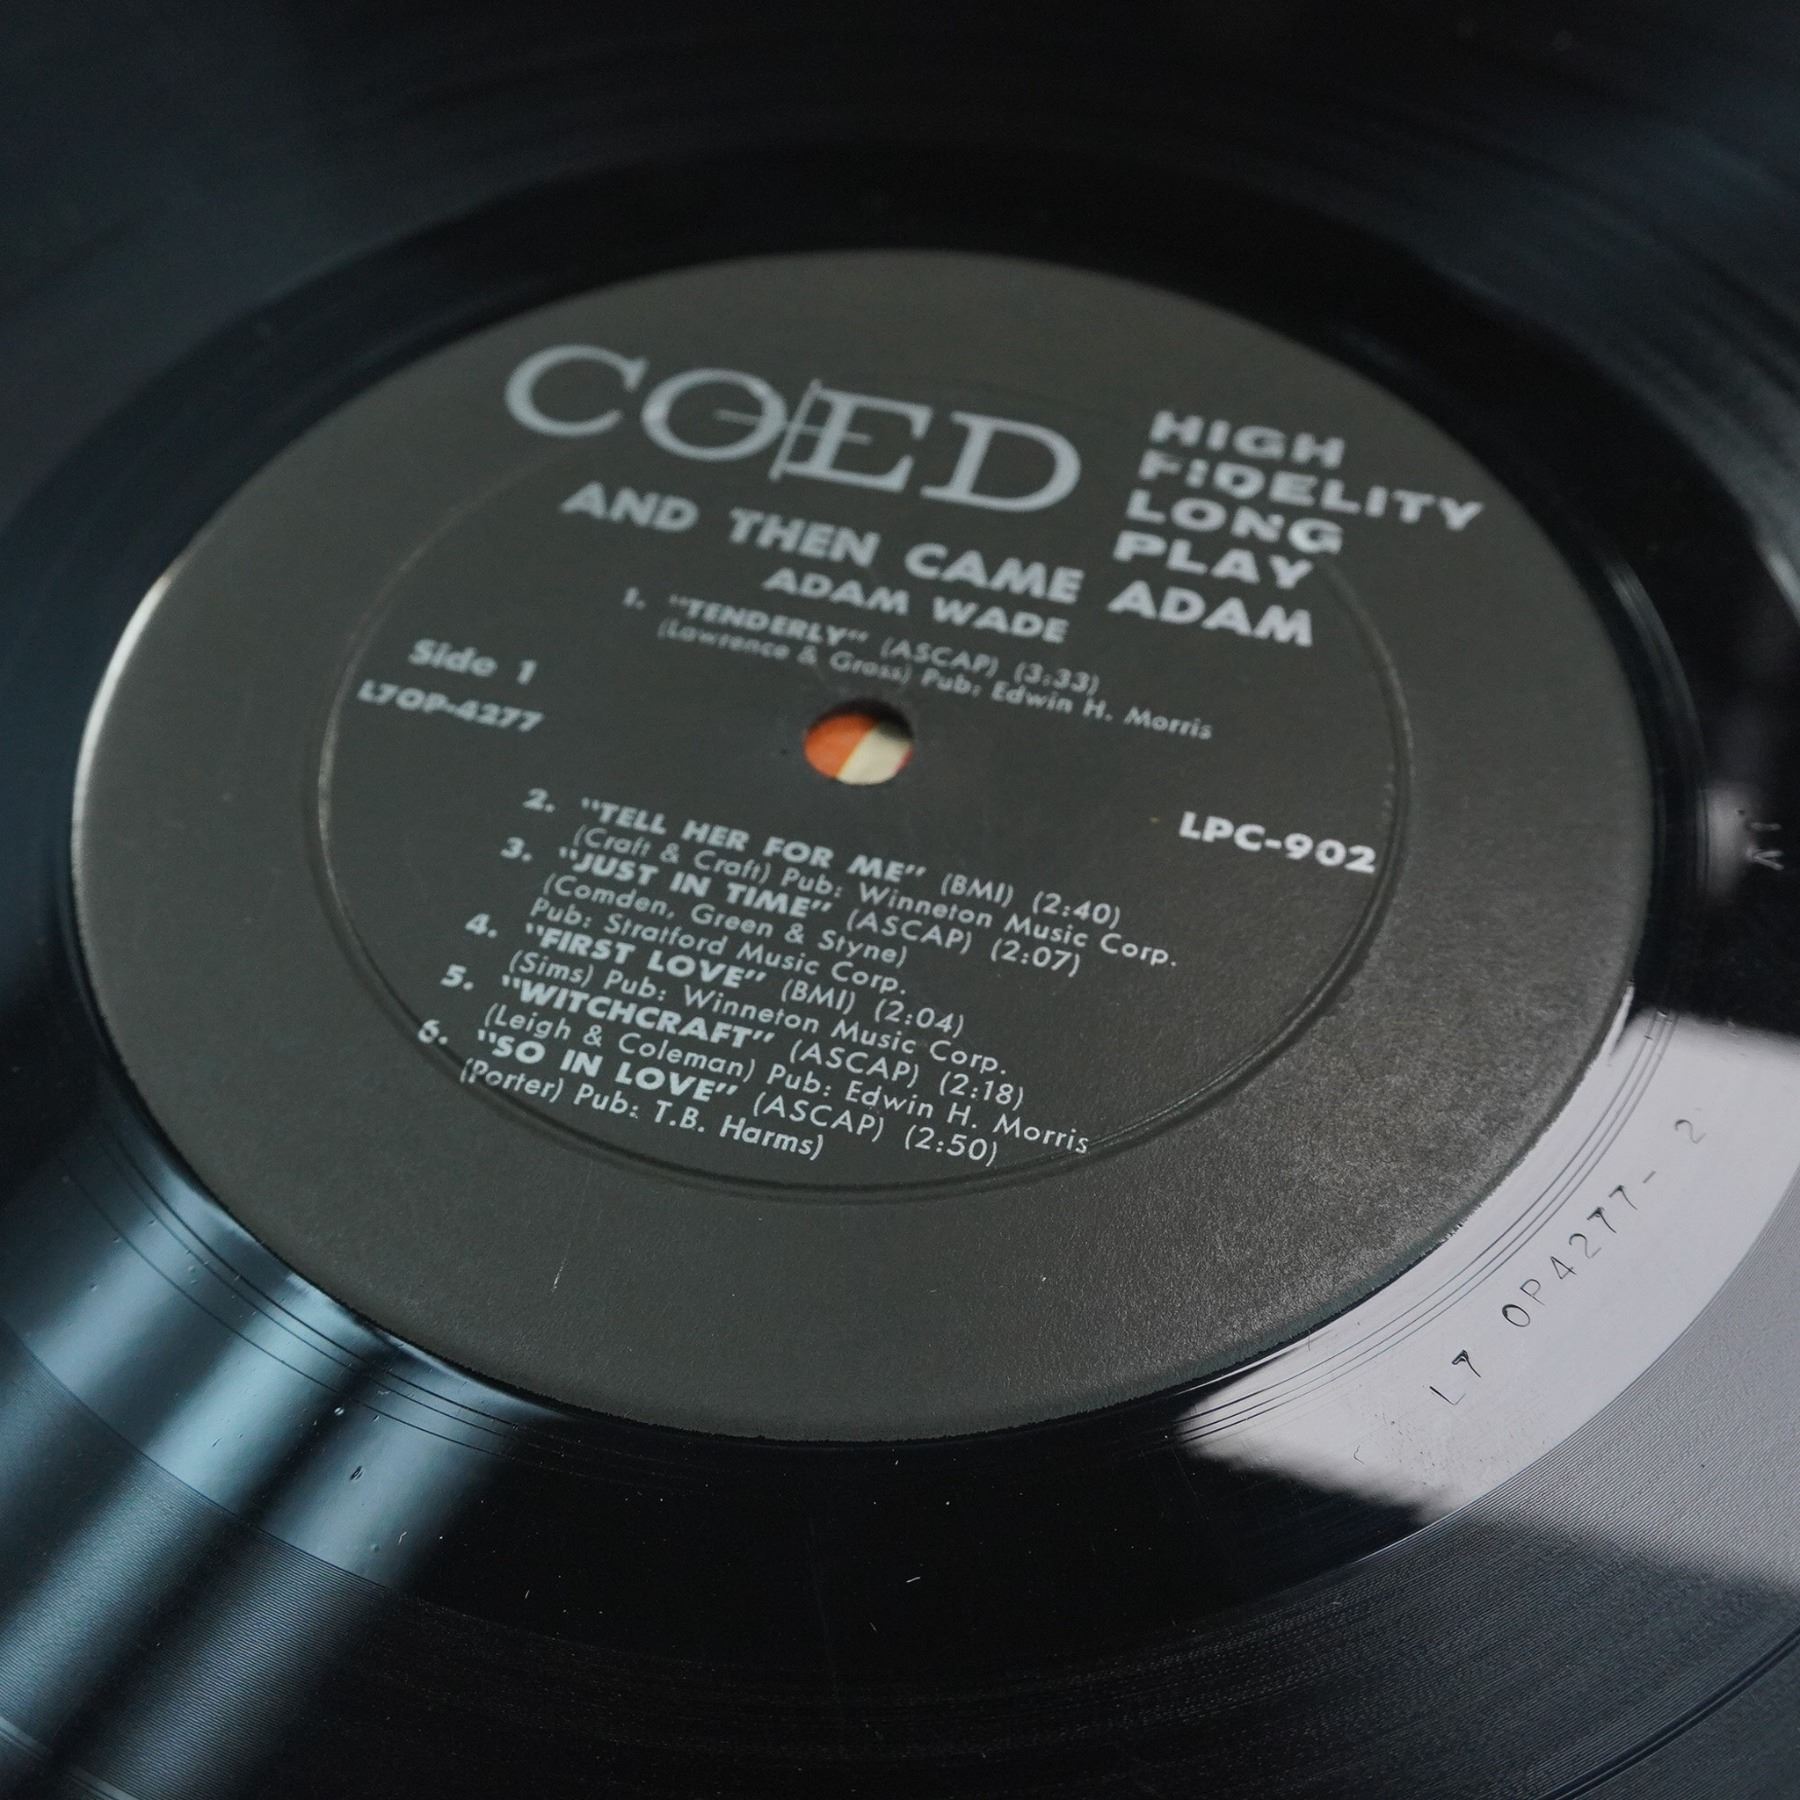 COED
HIGH
FIDELITY
LONG
PLAY
AND THEN CAME ADAM
ADAM WADE
1. "TENDERLY" (ASCAP) (3:33)
(Lawrence & Gross) Pub: Edwin H. Morris
Side 1
L7OP-4277
LPC-902
2. "TELL HER FOR ME" (BMI) (2:40)
(Craft & Craft) Pub: Winneton Music Corp.
3. "JUST IN TIME" (ASCAP) (2:07)
(Comden, Green & Styne)
Pub: Stratford Music Corp.
4. "FIRST LOVE" (BMI) (2:04)
(Sims) Pub: Winneton Music Corp.
5. "WITCHCRAFT" (ASCAP) (2:18)
(Leigh & Coleman) Pub: Edwin H. Morris
6. "SO IN LOVE" (ASCAP) (2:50)
(Porter) Pub: T.B. Harms)
L7 OP4277-2